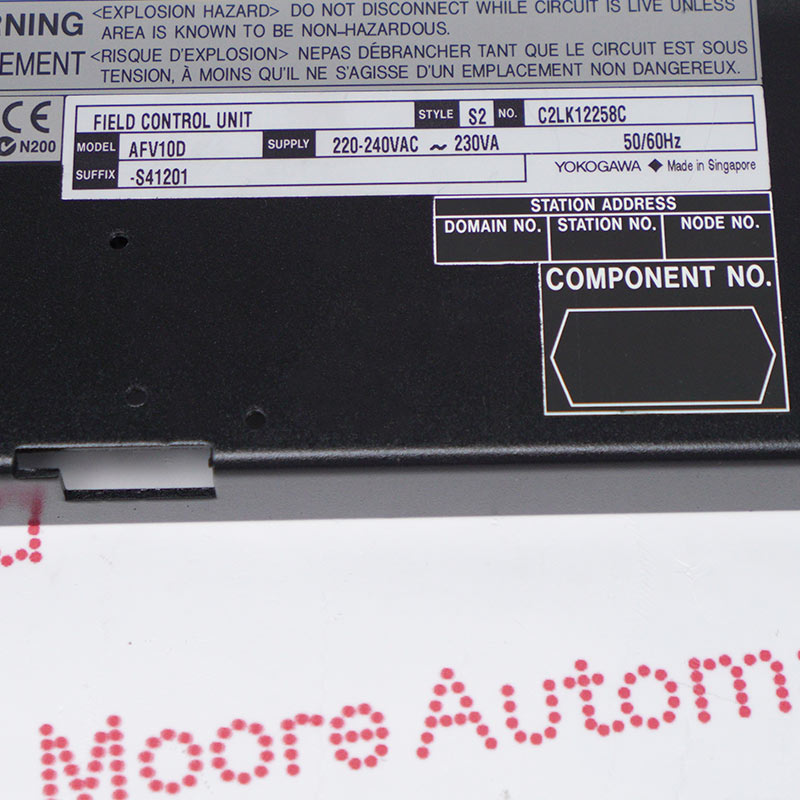 RNING <EXPLOSION HAZARD> DO NOT DISCONNECT WHILE CIRCUIT IS LIVE UNLESS
AREA IS KNOWN TO BE NON-HAZARDOUS.
EMENT <RISQUE D'EXPLOSION> NEPAS DÉBRANCHER TANT QUE LE CIRCUIT EST SOUS
TENSION, À MOINS QU'IL NE S'AGISSE D'UN EMPLACEMENT NON DANGEREUX.
CE
N200
FIELD CONTROL UNIT STYLE S2 NO. C2LK12258C
MODEL AFV10D SUPPLY 220-240VAC ~ 230VA 50/60Hz
SUFFIX -S41201 YOKOGAWA ◆ Made in Singapore
STATION ADDRESS
DOMAIN NO. STATION NO. NODE NO.
COMPONENT NO.
Moore Autom